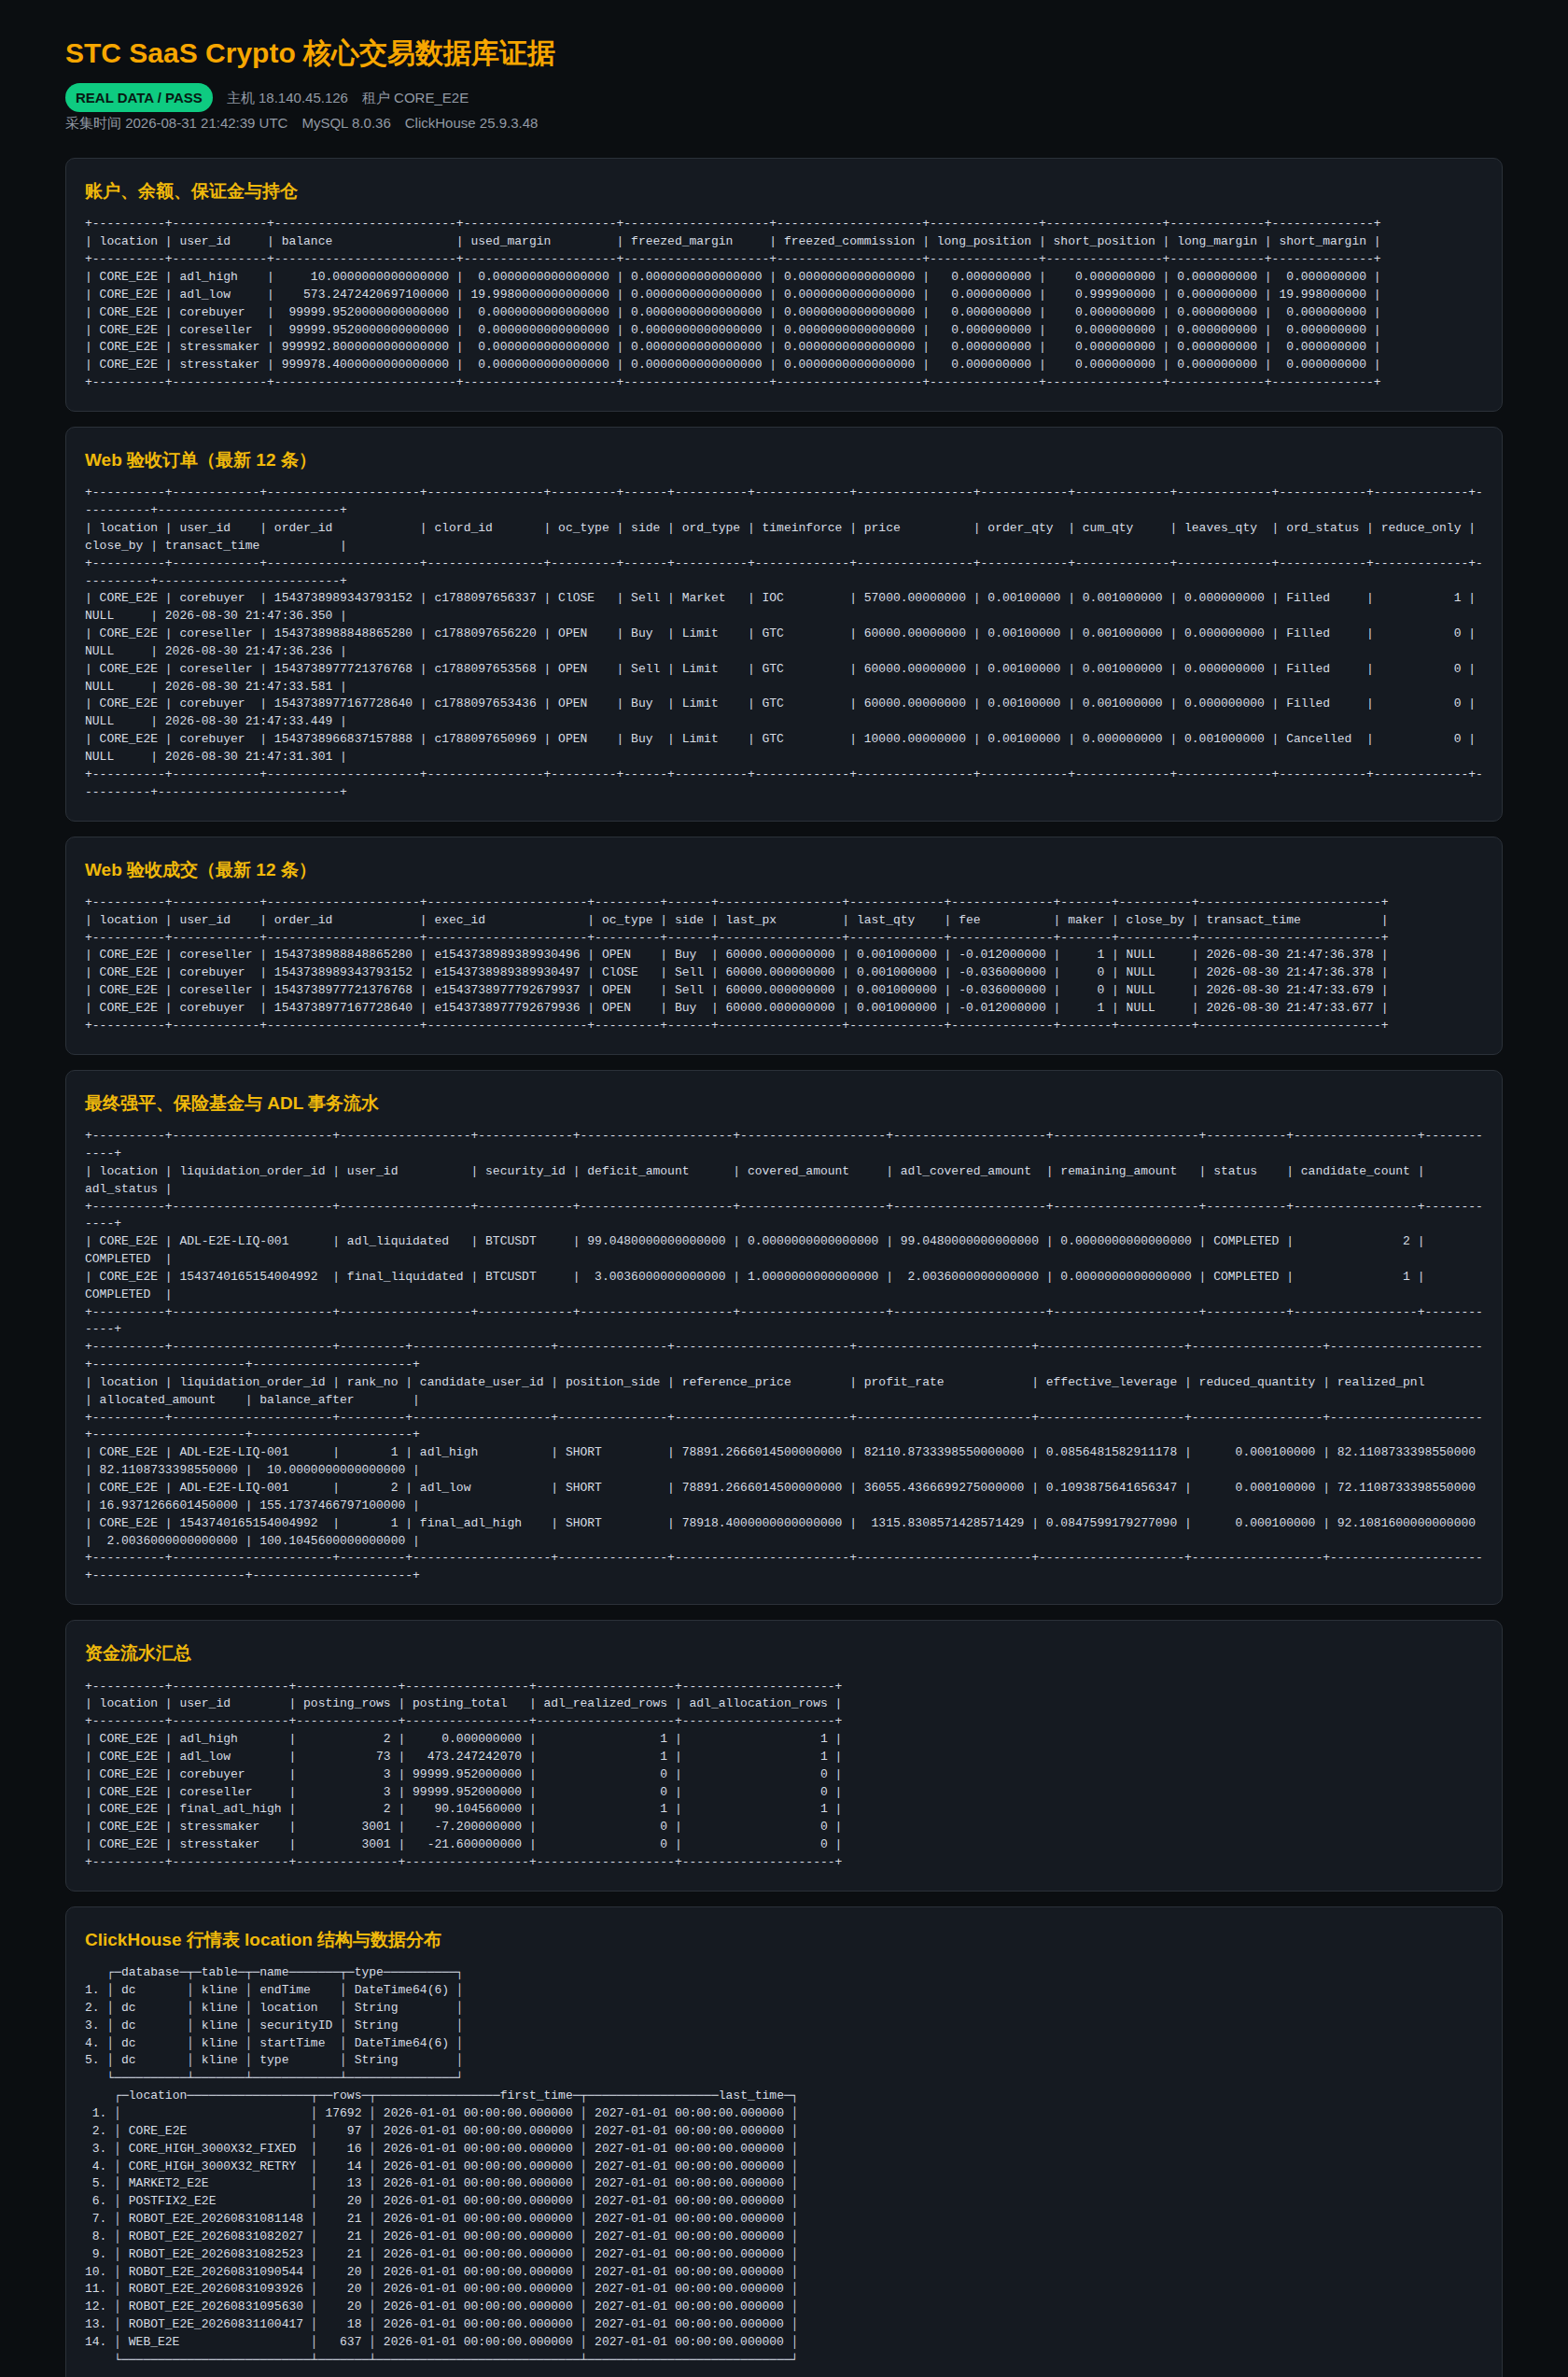 STC SaaS Crypto 核心交易数据库证据
REAL DATA / PASS 主机 18.140.45.126 租户 CORE_E2E
采集时间 2026-08-31 21:42:39 UTC MySQL 8.0.36 ClickHouse 25.9.3.48
账户、余额、保证金与持仓
+----------+-------------+-------------------------+---------------------+--------------------+--------------------+---------------+----------------+-------------+--------------+
| location | user_id     | balance                 | used_margin         | freezed_margin     | freezed_commission | long_position | short_position | long_margin | short_margin |
+----------+-------------+-------------------------+---------------------+--------------------+--------------------+---------------+----------------+-------------+--------------+
| CORE_E2E | adl_high    |     10.0000000000000000 |  0.0000000000000000 | 0.0000000000000000 | 0.0000000000000000 |   0.000000000 |    0.000000000 | 0.000000000 |  0.000000000 |
| CORE_E2E | adl_low     |    573.2472420697100000 | 19.9980000000000000 | 0.0000000000000000 | 0.0000000000000000 |   0.000000000 |    0.999900000 | 0.000000000 | 19.998000000 |
| CORE_E2E | corebuyer   |  99999.9520000000000000 |  0.0000000000000000 | 0.0000000000000000 | 0.0000000000000000 |   0.000000000 |    0.000000000 | 0.000000000 |  0.000000000 |
| CORE_E2E | coreseller  |  99999.9520000000000000 |  0.0000000000000000 | 0.0000000000000000 | 0.0000000000000000 |   0.000000000 |    0.000000000 | 0.000000000 |  0.000000000 |
| CORE_E2E | stressmaker | 999992.8000000000000000 |  0.0000000000000000 | 0.0000000000000000 | 0.0000000000000000 |   0.000000000 |    0.000000000 | 0.000000000 |  0.000000000 |
| CORE_E2E | stresstaker | 999978.4000000000000000 |  0.0000000000000000 | 0.0000000000000000 | 0.0000000000000000 |   0.000000000 |    0.000000000 | 0.000000000 |  0.000000000 |
+----------+-------------+-------------------------+---------------------+--------------------+--------------------+---------------+----------------+-------------+--------------+
Web 验收订单（最新 12 条）
+----------+------------+---------------------+----------------+---------+------+----------+-------------+----------------+------------+-------------+-------------+------------+-------------+-
---------+-------------------------+
| location | user_id    | order_id            | clord_id       | oc_type | side | ord_type | timeinforce | price          | order_qty  | cum_qty     | leaves_qty  | ord_status | reduce_only |
close_by | transact_time           |
+----------+------------+---------------------+----------------+---------+------+----------+-------------+----------------+------------+-------------+-------------+------------+-------------+-
---------+-------------------------+
| CORE_E2E | corebuyer  | 1543738989343793152 | c1788097656337 | ClOSE   | Sell | Market   | IOC         | 57000.00000000 | 0.00100000 | 0.001000000 | 0.000000000 | Filled     |           1 |
NULL     | 2026-08-30 21:47:36.350 |
| CORE_E2E | coreseller | 1543738988848865280 | c1788097656220 | OPEN    | Buy  | Limit    | GTC         | 60000.00000000 | 0.00100000 | 0.001000000 | 0.000000000 | Filled     |           0 |
NULL     | 2026-08-30 21:47:36.236 |
| CORE_E2E | coreseller | 1543738977721376768 | c1788097653568 | OPEN    | Sell | Limit    | GTC         | 60000.00000000 | 0.00100000 | 0.001000000 | 0.000000000 | Filled     |           0 |
NULL     | 2026-08-30 21:47:33.581 |
| CORE_E2E | corebuyer  | 1543738977167728640 | c1788097653436 | OPEN    | Buy  | Limit    | GTC         | 60000.00000000 | 0.00100000 | 0.001000000 | 0.000000000 | Filled     |           0 |
NULL     | 2026-08-30 21:47:33.449 |
| CORE_E2E | corebuyer  | 1543738966837157888 | c1788097650969 | OPEN    | Buy  | Limit    | GTC         | 10000.00000000 | 0.00100000 | 0.000000000 | 0.001000000 | Cancelled  |           0 |
NULL     | 2026-08-30 21:47:31.301 |
+----------+------------+---------------------+----------------+---------+------+----------+-------------+----------------+------------+-------------+-------------+------------+-------------+-
---------+-------------------------+
Web 验收成交（最新 12 条）
+----------+------------+---------------------+----------------------+---------+------+-----------------+-------------+--------------+-------+----------+-------------------------+
| location | user_id    | order_id            | exec_id              | oc_type | side | last_px         | last_qty    | fee          | maker | close_by | transact_time           |
+----------+------------+---------------------+----------------------+---------+------+-----------------+-------------+--------------+-------+----------+-------------------------+
| CORE_E2E | coreseller | 1543738988848865280 | e1543738989389930496 | OPEN    | Buy  | 60000.000000000 | 0.001000000 | -0.012000000 |     1 | NULL     | 2026-08-30 21:47:36.378 |
| CORE_E2E | corebuyer  | 1543738989343793152 | e1543738989389930497 | ClOSE   | Sell | 60000.000000000 | 0.001000000 | -0.036000000 |     0 | NULL     | 2026-08-30 21:47:36.378 |
| CORE_E2E | coreseller | 1543738977721376768 | e1543738977792679937 | OPEN    | Sell | 60000.000000000 | 0.001000000 | -0.036000000 |     0 | NULL     | 2026-08-30 21:47:33.679 |
| CORE_E2E | corebuyer  | 1543738977167728640 | e1543738977792679936 | OPEN    | Buy  | 60000.000000000 | 0.001000000 | -0.012000000 |     1 | NULL     | 2026-08-30 21:47:33.677 |
+----------+------------+---------------------+----------------------+---------+------+-----------------+-------------+--------------+-------+----------+-------------------------+
最终强平、保险基金与 ADL 事务流水
+----------+----------------------+------------------+-------------+---------------------+--------------------+---------------------+--------------------+-----------+-----------------+--------
----+
| location | liquidation_order_id | user_id          | security_id | deficit_amount      | covered_amount     | adl_covered_amount  | remaining_amount   | status    | candidate_count |
adl_status |
+----------+----------------------+------------------+-------------+---------------------+--------------------+---------------------+--------------------+-----------+-----------------+--------
----+
| CORE_E2E | ADL-E2E-LIQ-001      | adl_liquidated   | BTCUSDT     | 99.0480000000000000 | 0.0000000000000000 | 99.0480000000000000 | 0.0000000000000000 | COMPLETED |               2 |
COMPLETED  |
| CORE_E2E | 1543740165154004992  | final_liquidated | BTCUSDT     |  3.0036000000000000 | 1.0000000000000000 |  2.0036000000000000 | 0.0000000000000000 | COMPLETED |               1 |
COMPLETED  |
+----------+----------------------+------------------+-------------+---------------------+--------------------+---------------------+--------------------+-----------+-----------------+--------
----+
+----------+----------------------+---------+-------------------+---------------+------------------------+------------------------+--------------------+------------------+---------------------
+---------------------+----------------------+
| location | liquidation_order_id | rank_no | candidate_user_id | position_side | reference_price        | profit_rate            | effective_leverage | reduced_quantity | realized_pnl
| allocated_amount    | balance_after        |
+----------+----------------------+---------+-------------------+---------------+------------------------+------------------------+--------------------+------------------+---------------------
+---------------------+----------------------+
| CORE_E2E | ADL-E2E-LIQ-001      |       1 | adl_high          | SHORT         | 78891.2666014500000000 | 82110.8733398550000000 | 0.0856481582911178 |      0.000100000 | 82.1108733398550000
| 82.1108733398550000 |  10.0000000000000000 |
| CORE_E2E | ADL-E2E-LIQ-001      |       2 | adl_low           | SHORT         | 78891.2666014500000000 | 36055.4366699275000000 | 0.1093875641656347 |      0.000100000 | 72.1108733398550000
| 16.9371266601450000 | 155.1737466797100000 |
| CORE_E2E | 1543740165154004992  |       1 | final_adl_high    | SHORT         | 78918.4000000000000000 |  1315.8308571428571429 | 0.0847599179277090 |      0.000100000 | 92.1081600000000000
|  2.0036000000000000 | 100.1045600000000000 |
+----------+----------------------+---------+-------------------+---------------+------------------------+------------------------+--------------------+------------------+---------------------
+---------------------+----------------------+
资金流水汇总
+----------+----------------+--------------+-----------------+-------------------+---------------------+
| location | user_id        | posting_rows | posting_total   | adl_realized_rows | adl_allocation_rows |
+----------+----------------+--------------+-----------------+-------------------+---------------------+
| CORE_E2E | adl_high       |            2 |     0.000000000 |                 1 |                   1 |
| CORE_E2E | adl_low        |           73 |   473.247242070 |                 1 |                   1 |
| CORE_E2E | corebuyer      |            3 | 99999.952000000 |                 0 |                   0 |
| CORE_E2E | coreseller     |            3 | 99999.952000000 |                 0 |                   0 |
| CORE_E2E | final_adl_high |            2 |    90.104560000 |                 1 |                   1 |
| CORE_E2E | stressmaker    |         3001 |    -7.200000000 |                 0 |                   0 |
| CORE_E2E | stresstaker    |         3001 |   -21.600000000 |                 0 |                   0 |
+----------+----------------+--------------+-----------------+-------------------+---------------------+
ClickHouse 行情表 location 结构与数据分布
   ┌─database─┬─table─┬─name───────┬─type──────────┐
1. │ dc       │ kline │ endTime    │ DateTime64(6) │
2. │ dc       │ kline │ location   │ String        │
3. │ dc       │ kline │ securityID │ String        │
4. │ dc       │ kline │ startTime  │ DateTime64(6) │
5. │ dc       │ kline │ type       │ String        │
   └──────────┴───────┴────────────┴───────────────┘
    ┌─location─────────────────┬──rows─┬─────────────────first_time─┬──────────────────last_time─┐
 1. │                          │ 17692 │ 2026-01-01 00:00:00.000000 │ 2027-01-01 00:00:00.000000 │
 2. │ CORE_E2E                 │    97 │ 2026-01-01 00:00:00.000000 │ 2027-01-01 00:00:00.000000 │
 3. │ CORE_HIGH_3000X32_FIXED  │    16 │ 2026-01-01 00:00:00.000000 │ 2027-01-01 00:00:00.000000 │
 4. │ CORE_HIGH_3000X32_RETRY  │    14 │ 2026-01-01 00:00:00.000000 │ 2027-01-01 00:00:00.000000 │
 5. │ MARKET2_E2E              │    13 │ 2026-01-01 00:00:00.000000 │ 2027-01-01 00:00:00.000000 │
 6. │ POSTFIX2_E2E             │    20 │ 2026-01-01 00:00:00.000000 │ 2027-01-01 00:00:00.000000 │
 7. │ ROBOT_E2E_20260831081148 │    21 │ 2026-01-01 00:00:00.000000 │ 2027-01-01 00:00:00.000000 │
 8. │ ROBOT_E2E_20260831082027 │    21 │ 2026-01-01 00:00:00.000000 │ 2027-01-01 00:00:00.000000 │
 9. │ ROBOT_E2E_20260831082523 │    21 │ 2026-01-01 00:00:00.000000 │ 2027-01-01 00:00:00.000000 │
10. │ ROBOT_E2E_20260831090544 │    20 │ 2026-01-01 00:00:00.000000 │ 2027-01-01 00:00:00.000000 │
11. │ ROBOT_E2E_20260831093926 │    20 │ 2026-01-01 00:00:00.000000 │ 2027-01-01 00:00:00.000000 │
12. │ ROBOT_E2E_20260831095630 │    20 │ 2026-01-01 00:00:00.000000 │ 2027-01-01 00:00:00.000000 │
13. │ ROBOT_E2E_20260831100417 │    18 │ 2026-01-01 00:00:00.000000 │ 2027-01-01 00:00:00.000000 │
14. │ WEB_E2E                  │   637 │ 2026-01-01 00:00:00.000000 │ 2027-01-01 00:00:00.000000 │
    └──────────────────────────┴───────┴────────────────────────────┴────────────────────────────┘